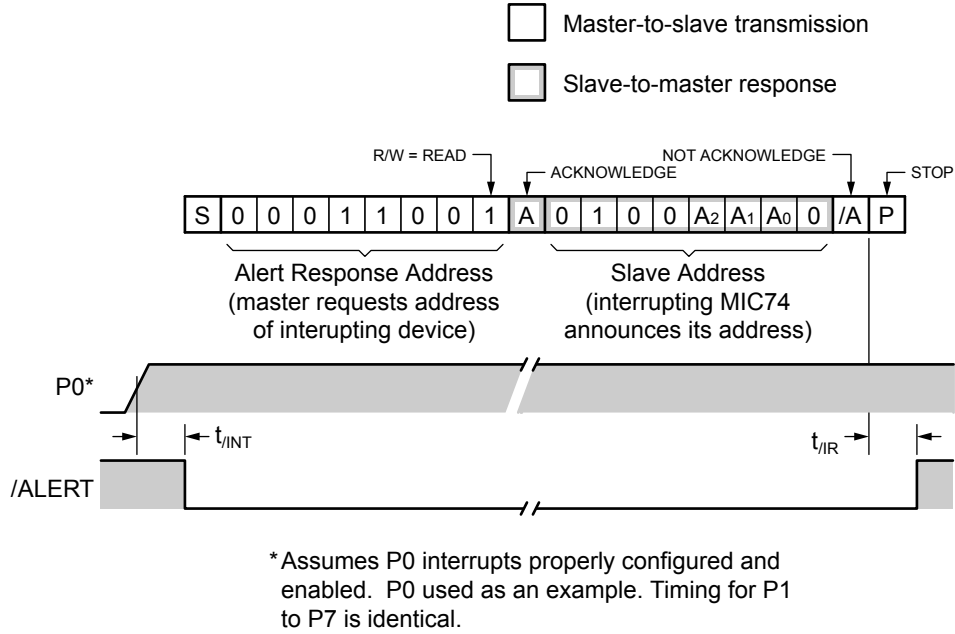 Master-to-slave transmission
Slave-to-master response
R/W = READ
ACKNOWLEDGE
NOT ACKNOWLEDGE
STOP
S 0 0 0 1 1 0 0 1 A 0 1 0 0 A2 A1 A0 0 /A P
Alert Response Address
(master requests address
of interupting device)
Slave Address
(interrupting MIC74
announces its address)
P0*
t/INT
t/IR
/ALERT
*Assumes P0 interrupts properly configured and
enabled. P0 used as an example. Timing for P1
to P7 is identical.